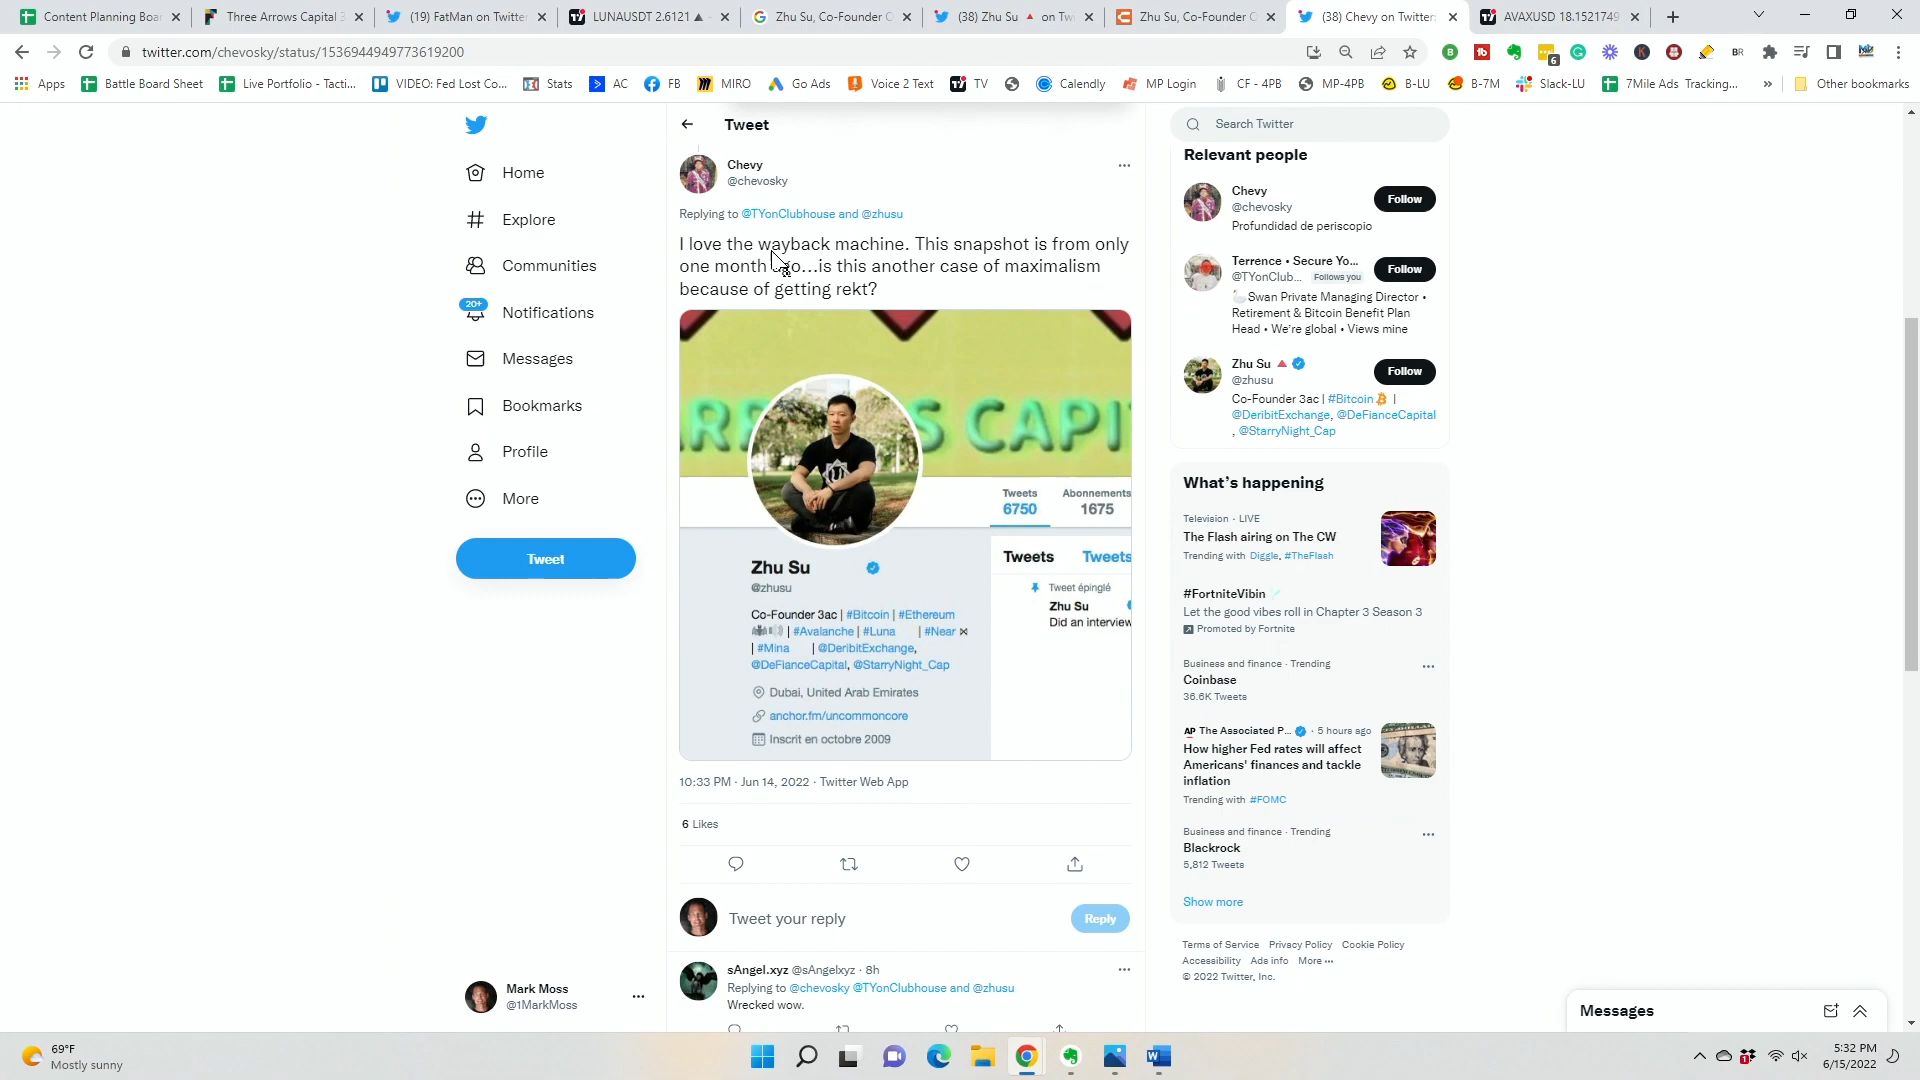 Content Planning Boar
Three Arrows Capital 3
(19) FatMan on Twitter
LUNAUSDT 2.6121 ▲
Zhu Su, Co-Founder C
(38) Zhu Su 🔺 on Twi
Zhu Su, Co-Founder C
(38) Chevy on Twitter:
AVAXUSD 18.1521749
twitter.com/chevosky/status/1536944949773619200
Apps
Battle Board Sheet
Live Portfolio - Tacti...
VIDEO: Fed Lost Co...
Stats
AC
FB
MIRO
Go Ads
Voice 2 Text
TV
Calendly
MP Login
CF - 4PB
MP-4PB
B-LU
B-7M
Slack-LU
7Mile Ads Tracking...
Other bookmarks
Home
Explore
Communities
20+
Notifications
Messages
Bookmarks
Profile
More
Tweet
Mark Moss
@1MarkMoss
Tweet
Chevy
@chevosky
Replying to @TYonClubhouse and @zhusu
I love the wayback machine. This snapshot is from only
one month ago...is this another case of maximalism
because of getting rekt?
S CAPI
Tweets
6750
Abonnements
1675
Zhu Su
@zhusu
Co-Founder 3ac | #Bitcoin | #Ethereum
🦇🔊 | #Avalanche | #Luna | #Near ⋈
| #Mina | @DeribitExchange,
@DeFianceCapital, @StarryNight_Cap
Dubai, United Arab Emirates
anchor.fm/uncommoncore
Inscrit en octobre 2009
Tweets
Tweets
Tweet épinglé
Zhu Su
Did an interview
10:33 PM · Jun 14, 2022 · Twitter Web App
6 Likes
Tweet your reply
Reply
sAngel.xyz @sAngelxyz · 8h
Replying to @chevosky @TYonClubhouse and @zhusu
Wrecked wow.
Search Twitter
Relevant people
Chevy
@chevosky
Follow
Profundidad de periscopio
Terrence • Secure Yo...
@TYonClub... Follows you
Follow
🦢Swan Private Managing Director •
Retirement & Bitcoin Benefit Plan
Head • We're global • Views mine
Zhu Su 🔺
@zhusu
Follow
Co-Founder 3ac | #Bitcoin |
@DeribitExchange, @DeFianceCapital
, @StarryNight_Cap
What's happening
Television · LIVE
The Flash airing on The CW
Trending with Diggle, #TheFlash
#FortniteVibin
Let the good vibes roll in Chapter 3 Season 3
Promoted by Fortnite
Business and finance · Trending
Coinbase
36.6K Tweets
AP The Associated P... · 5 hours ago
How higher Fed rates will affect
Americans' finances and tackle
inflation
Trending with #FOMC
Business and finance · Trending
Blackrock
5,812 Tweets
Show more
Terms of Service Privacy Policy Cookie Policy
Accessibility Ads info More ···
© 2022 Twitter, Inc.
Messages
69°F
Mostly sunny
5:32 PM
6/15/2022